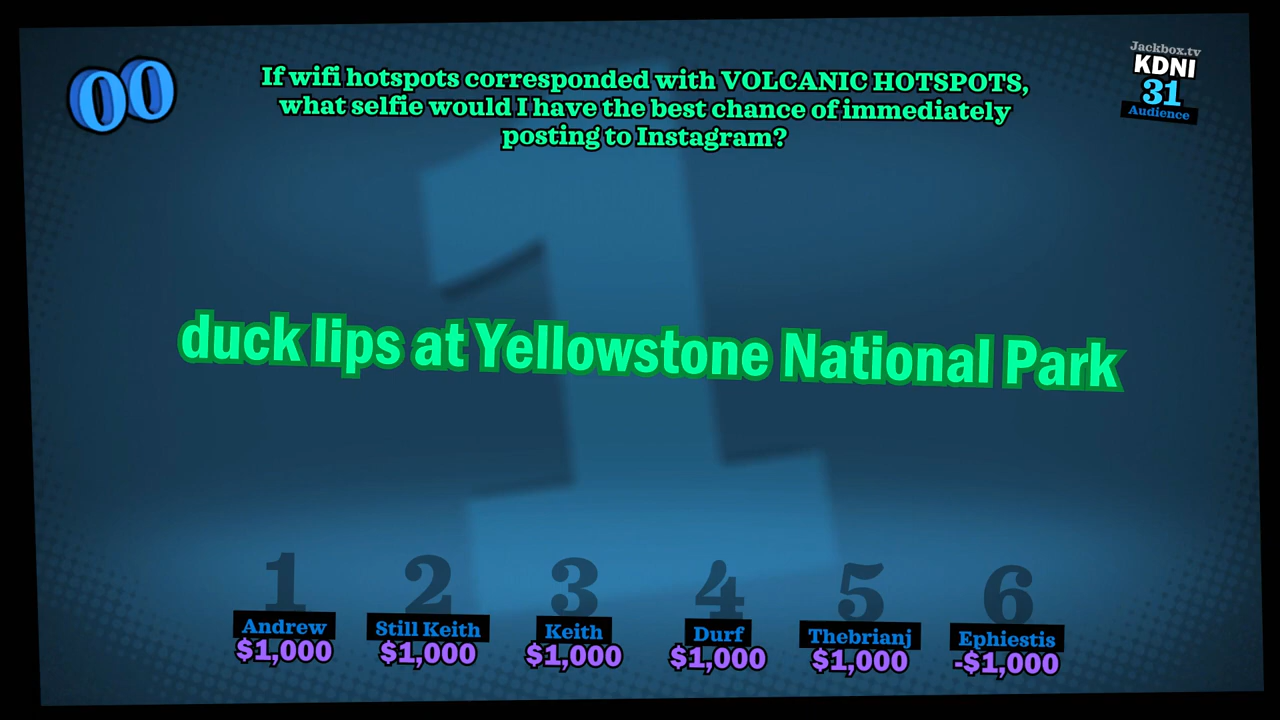 00
If wifi hotspots corresponded with VOLCANIC HOTSPOTS,
what selfie would I have the best chance of immediately
posting to Instagram?
Jackbox.tv
KDNI
31
Audience
1
duck lips at Yellowstone National Park
1 2 3 4 5 6
Andrew Still Keith Keith Durf Thebrianj Ephiestis
$1,000 $1,000 $1,000 $1,000 $1,000 -$1,000